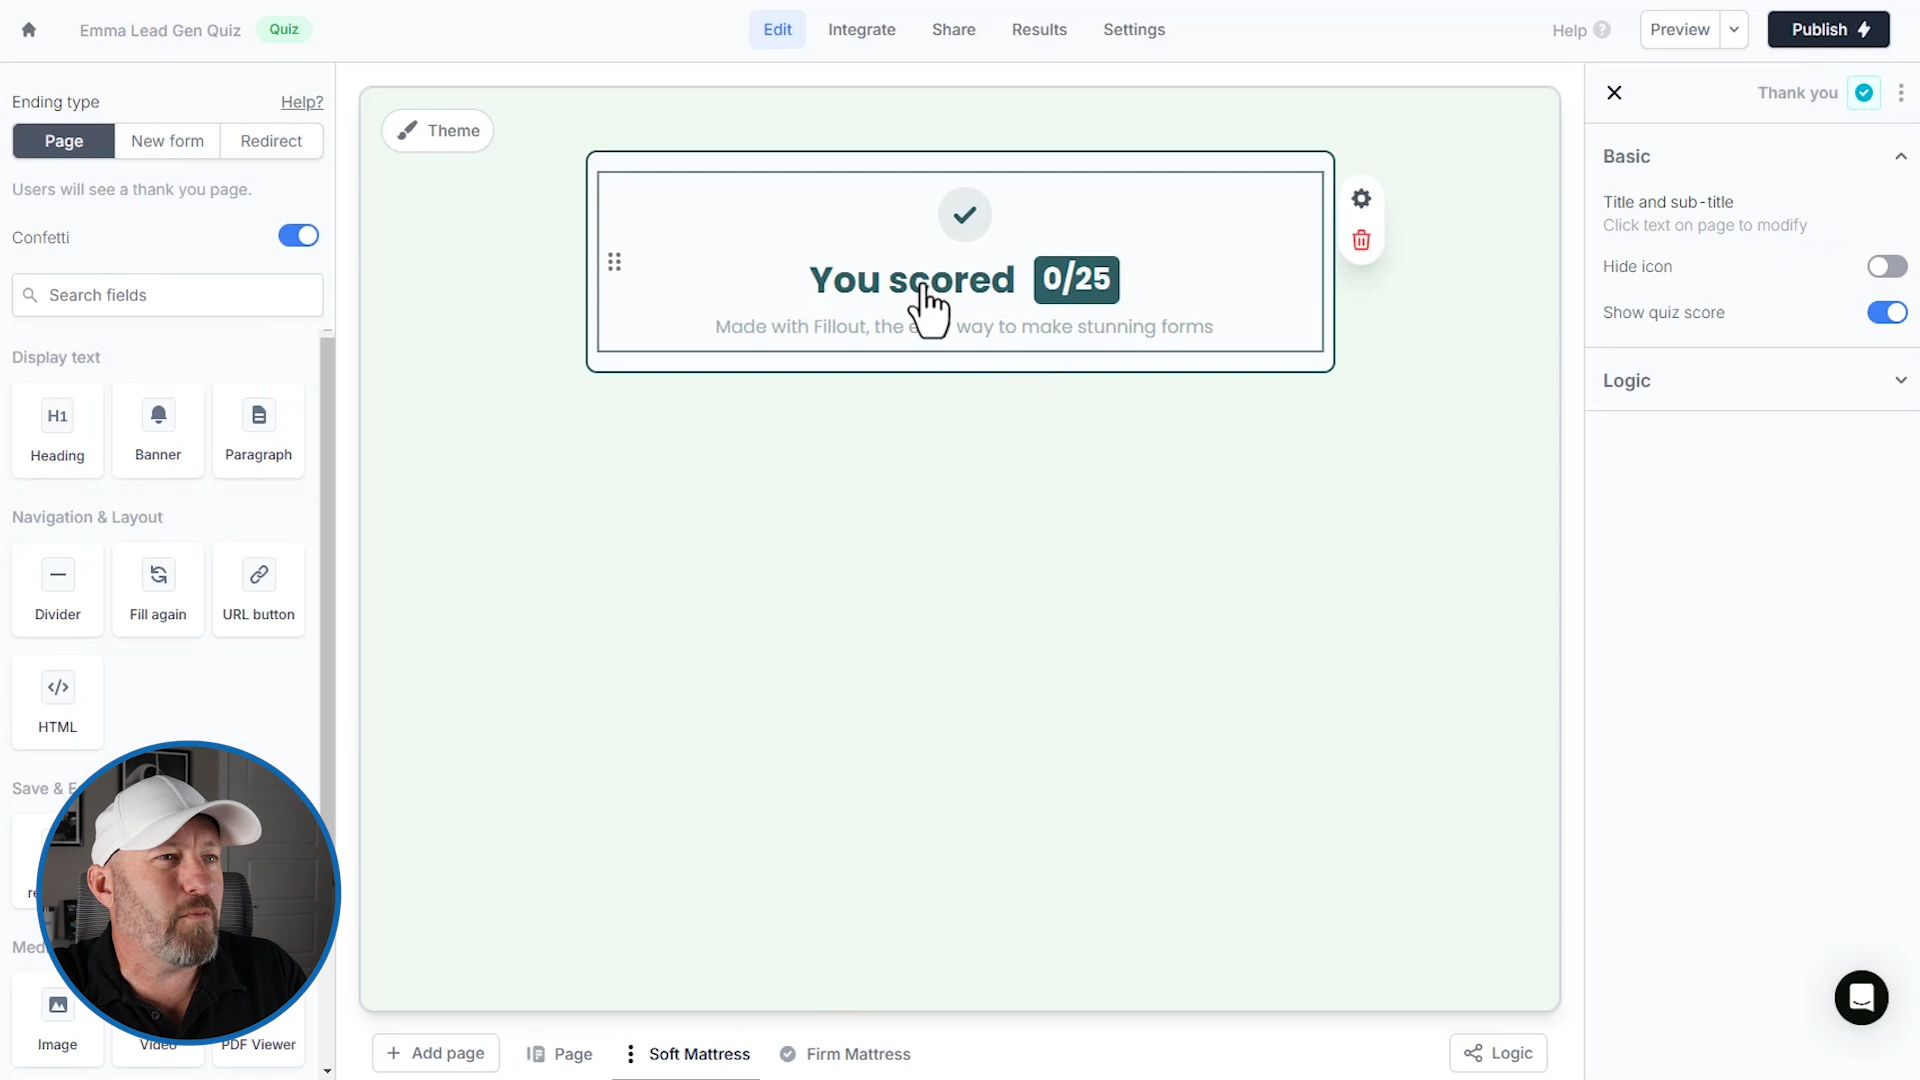 Emma Lead Gen Quiz
Quiz
Edit
Integrate
Share
Results
Settings
Help
Preview
Publish
Ending type
Help?
Page
New form
Redirect
Users will see a thank you page.
Confetti
Search fields
Display text
H1
Heading
Banner
Paragraph
Navigation & Layout
Divider
Fill again
URL button
HTML
Save &
Image
Video
PDF Viewer
Theme
You scored 0/25
Made with Fillout, the way to make stunning forms
Thank you
Basic
Title and sub-title
Click text on page to modify
Hide icon
Show quiz score
Logic
Add page
Page
Soft Mattress
Firm Mattress
Logic